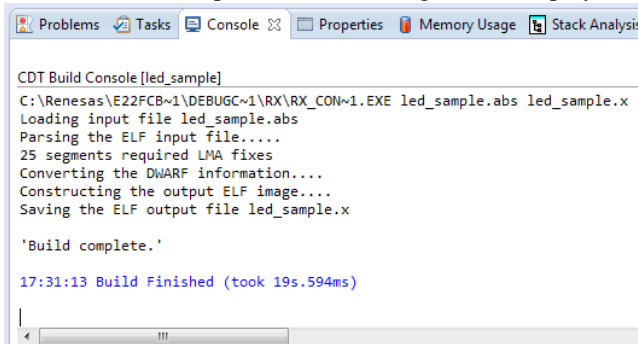 Problems Tasks Console Properties Memory Usage Stack Analysis
CDT Build Console [led_sample]
C:\Renesas\E22FCB~1\DEBUGC~1\RX\RX_CON~1.EXE led_sample.abs led_sample.x
Loading input file led_sample.abs
Parsing the ELF input file.....
25 segments required LMA fixes
Converting the DWARF information....
Constructing the output ELF image....
Saving the ELF output file led_sample.x
'Build complete.'
17:31:13 Build Finished (took 19s.594ms)